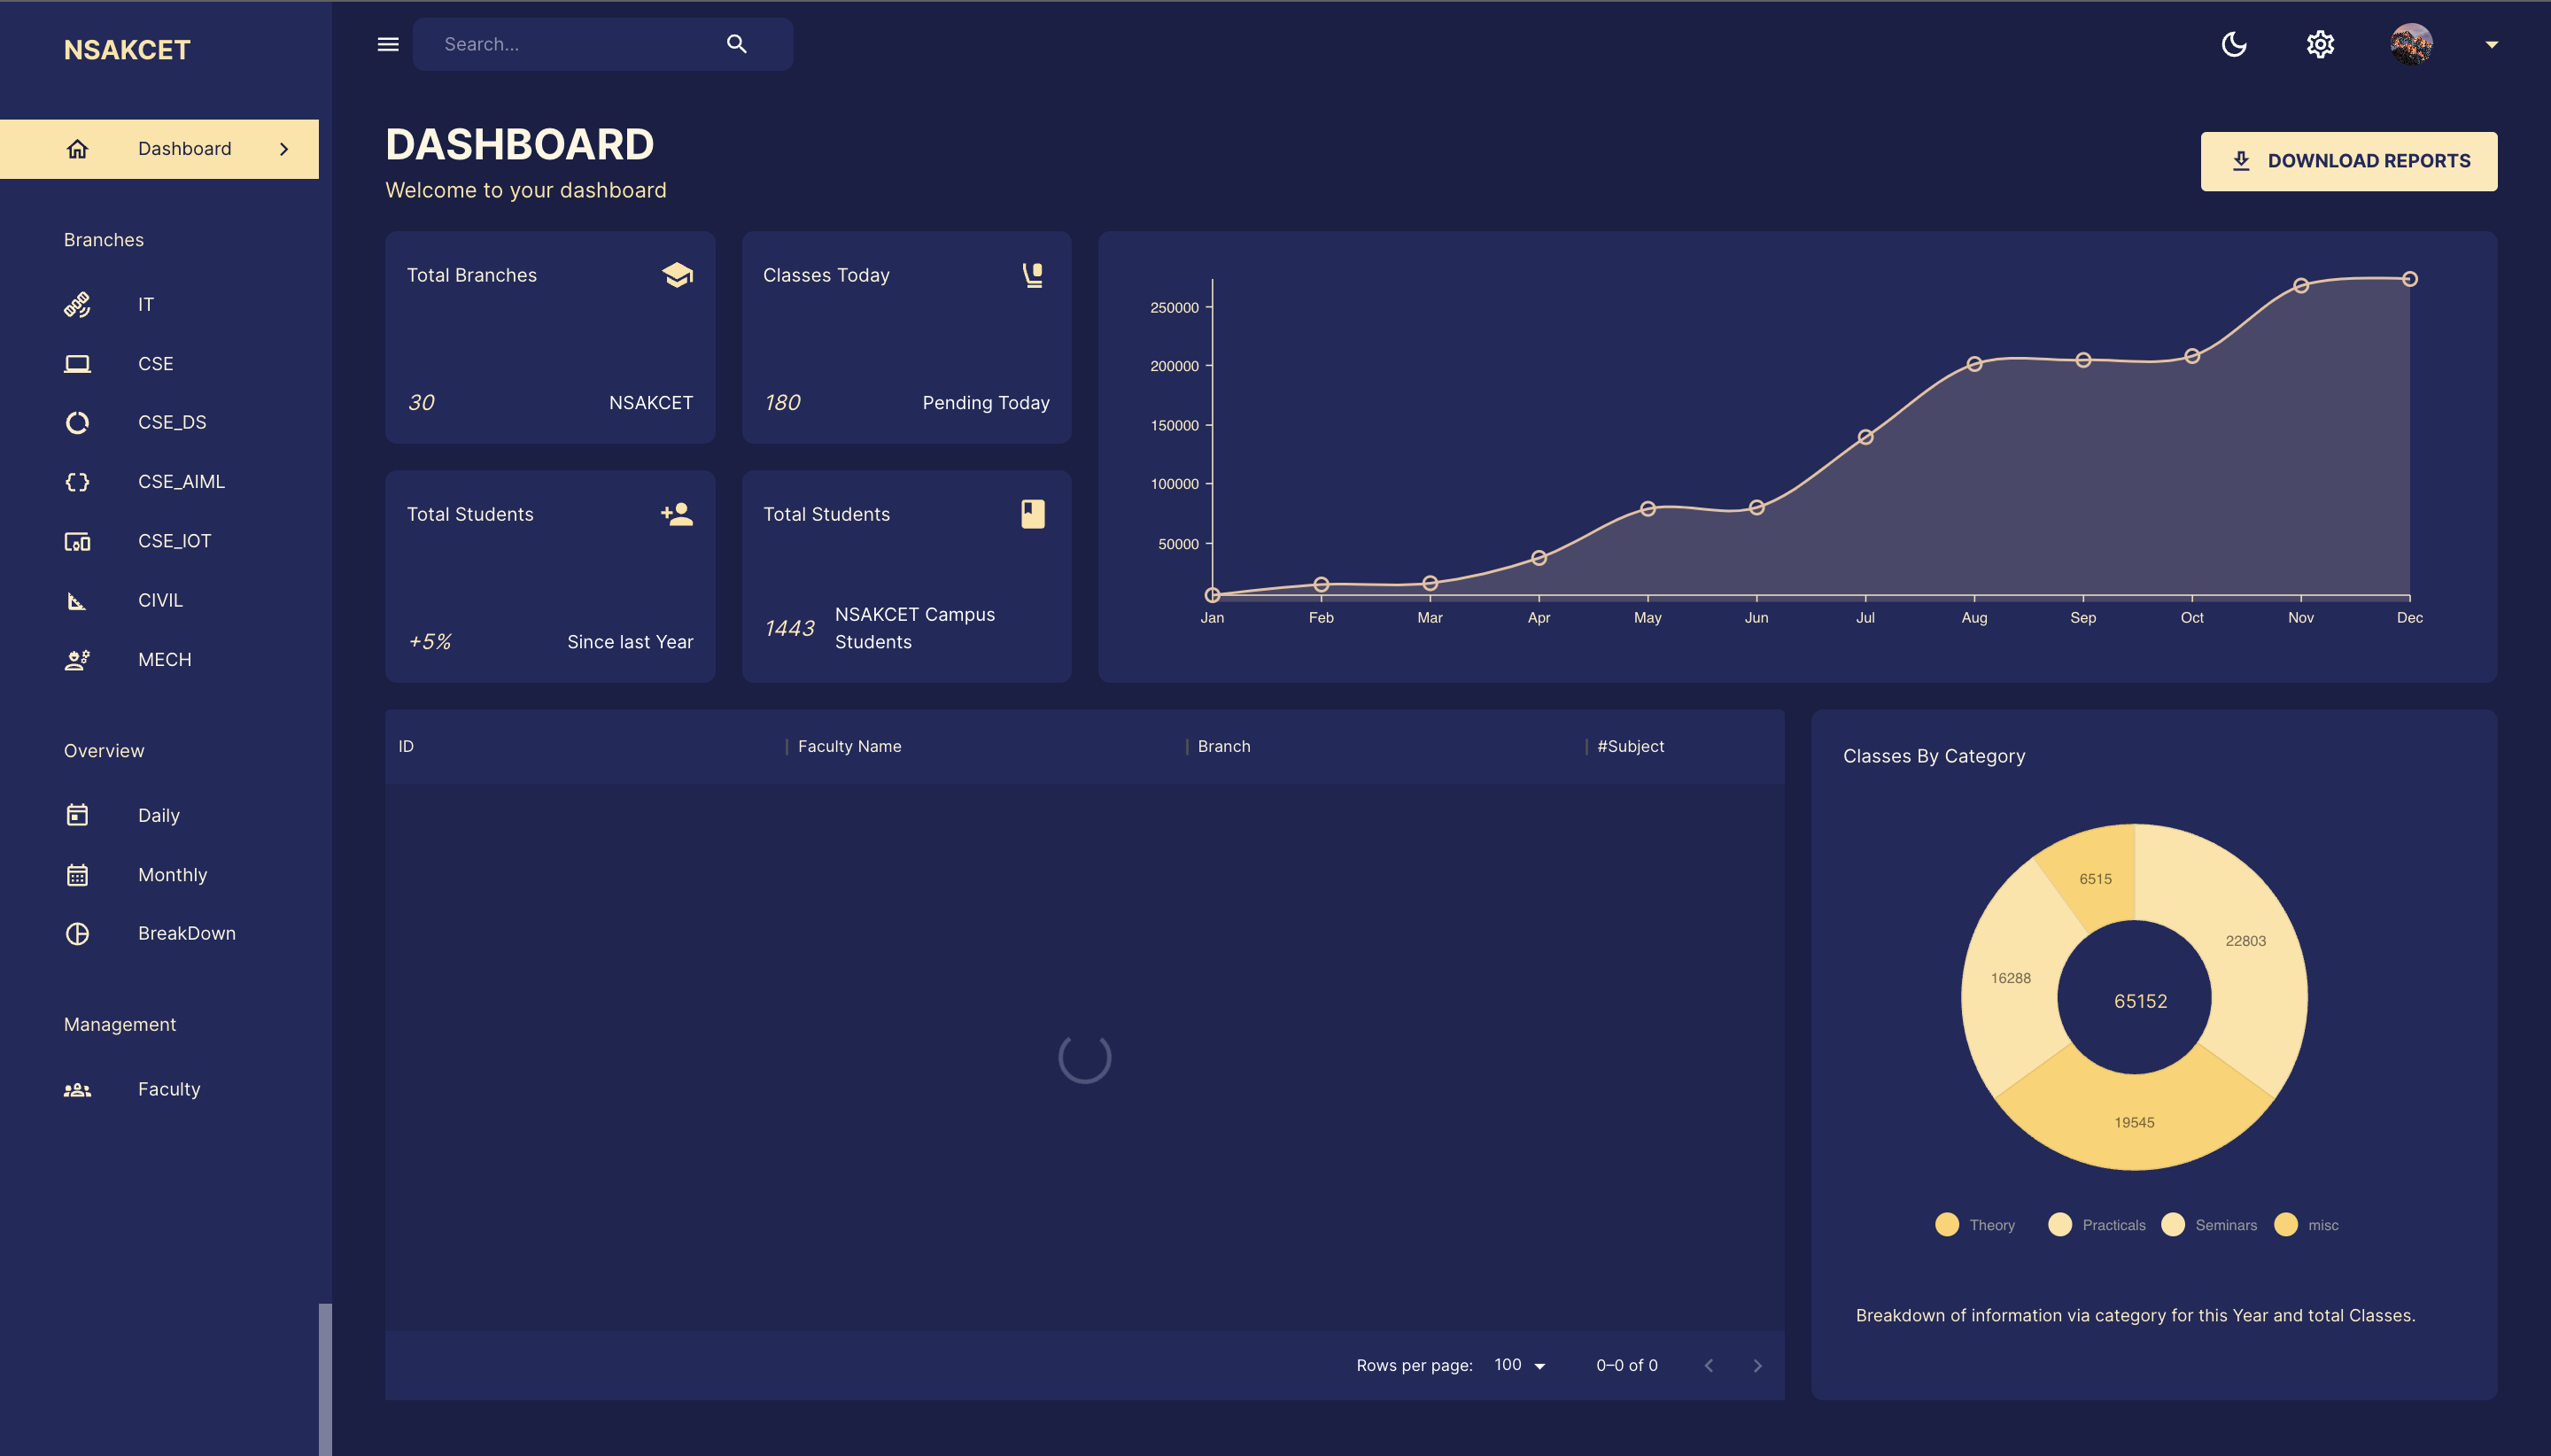 NSAKCET
Search...
Dashboard
Branches
IT
CSE
CSE_DS
CSE_AIML
CSE_IOT
CIVIL
MECH
Overview
Daily
Monthly
BreakDown
Management
Faculty
DASHBOARD
Welcome to your dashboard
DOWNLOAD REPORTS
Total Branches
30 NSAKCET
Classes Today
180 Pending Today
Total Students
+5% Since last Year
Total Students
1443 NSAKCET Campus
Students
250000
200000
150000
100000
50000
Jan Feb Mar Apr May Jun Jul Aug Sep Oct Nov Dec
ID Faculty Name Branch #Subject
Rows per page: 100 0–0 of 0
Classes By Category
6515
22803
16288
65152
19545
Theory Practicals Seminars misc
Breakdown of information via category for this Year and total Classes.